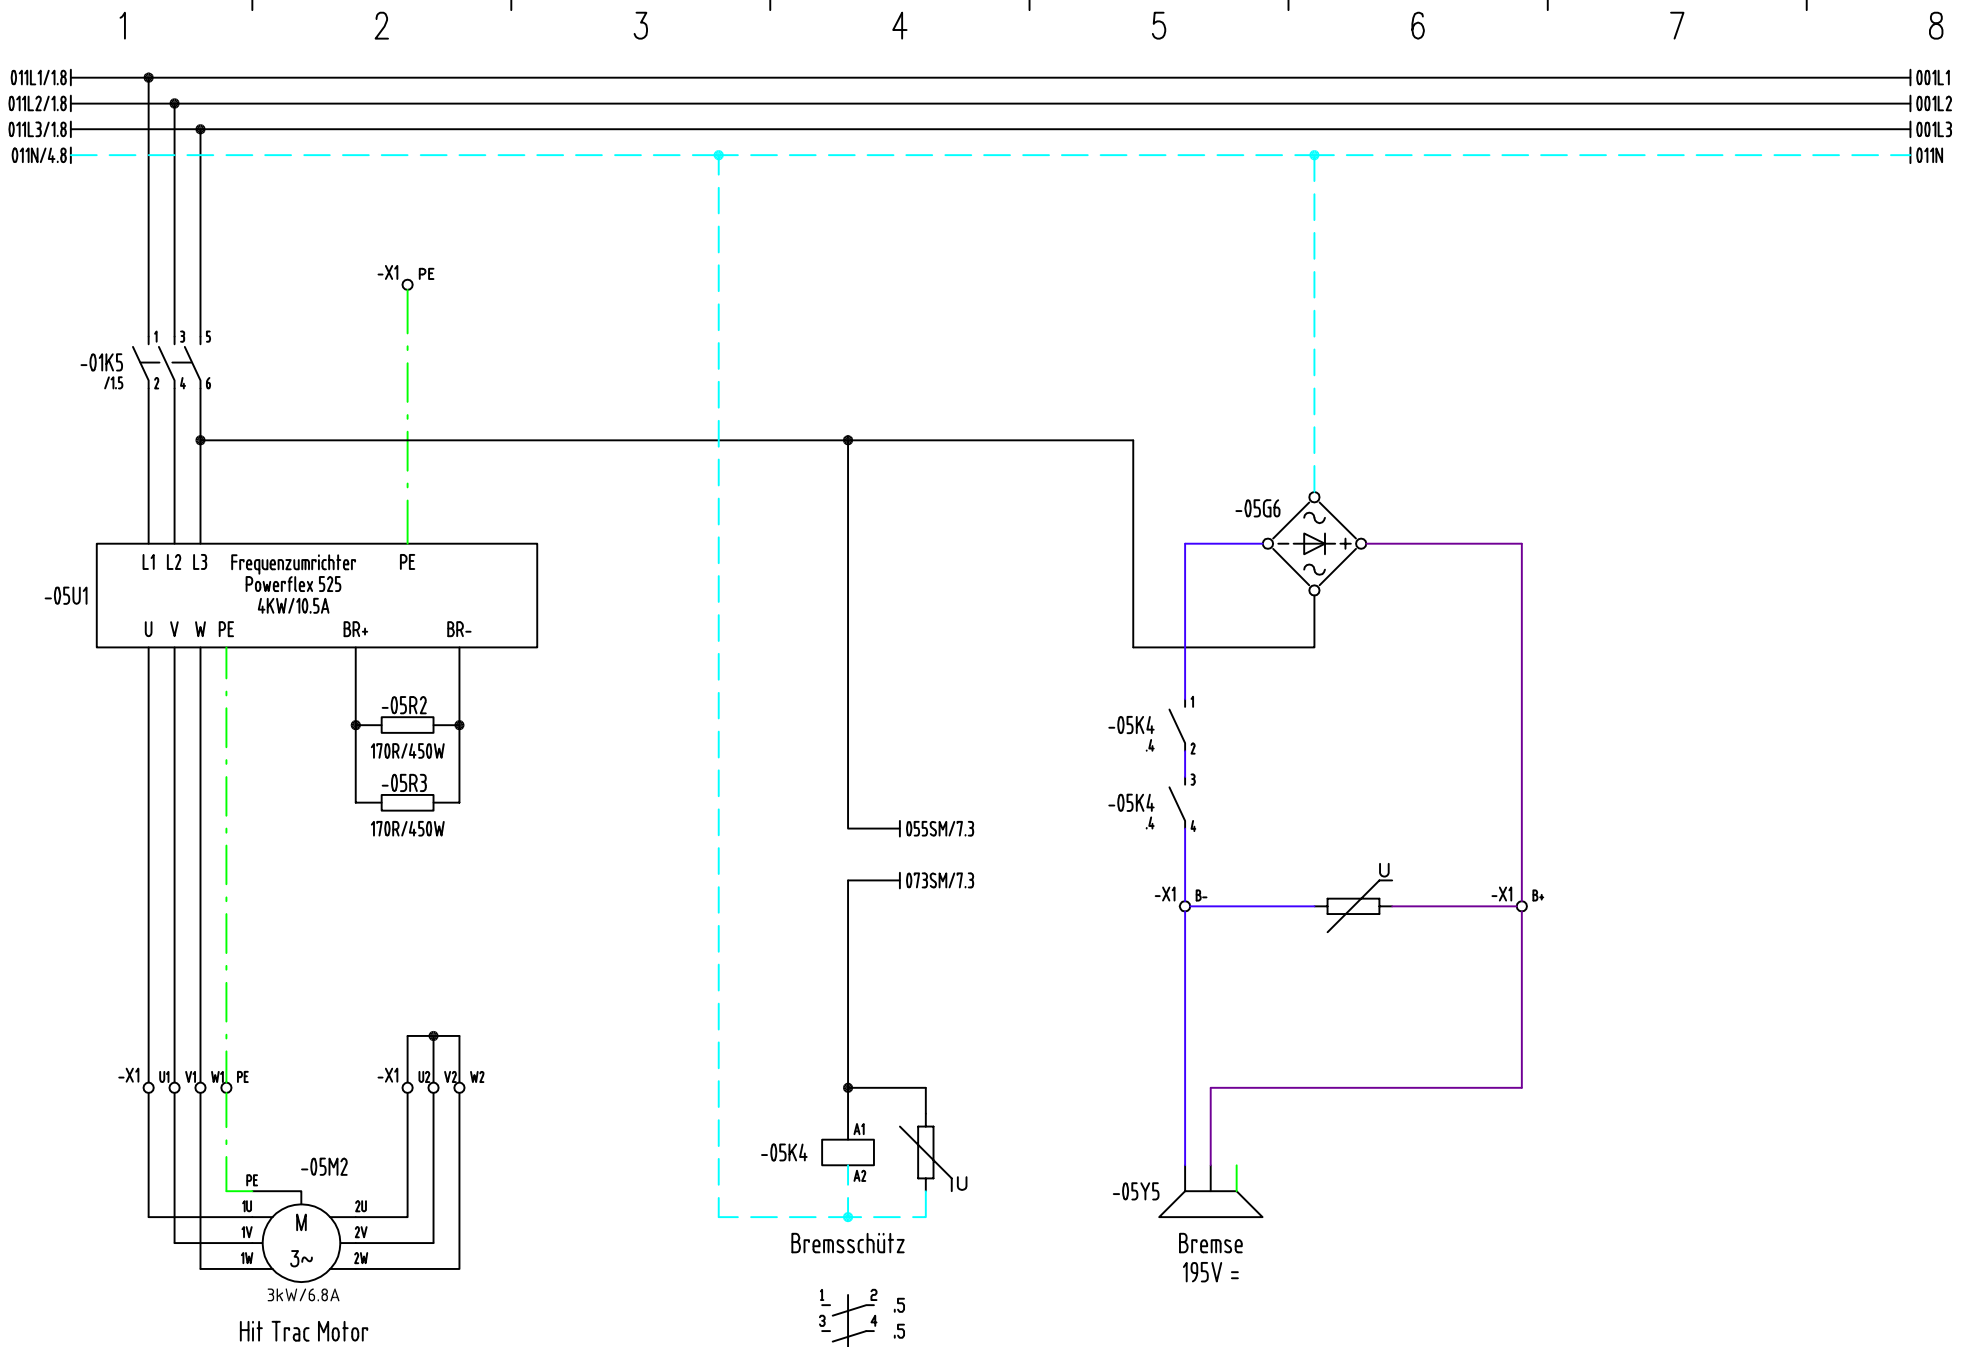 1 2 3 4 5 6 7 8
011L1/1.8 001L1
011L2/1.8 001L2
011L3/1.8 001L3
011N/4.8 011N
-X1 PE
1 3 5
-01K5
/1.5 2 4 6
-05G6
- +
L1 L2 L3 Frequenzumrichter PE
Powerflex 525
4KW/10.5A
-05U1
U V W PE BR+ BR-
-05R2
170R/450W
-05R3
170R/450W
1
-05K4
.4 2
3
-05K4
.4 4
055SM/7.3
073SM/7.3
U
-X1 B- -X1 B+
-X1 U1 V1 W1 PE -X1 U2 V2 W2
A1
-05K4
A2
U
-05M2
PE
1U 2U
M
1V 2V
3~
1W 2W
3kW/6.8A
Hit Trac Motor
-05Y5
Bremsschütz
Bremse
195V =
1 2 .5
3 4 .5